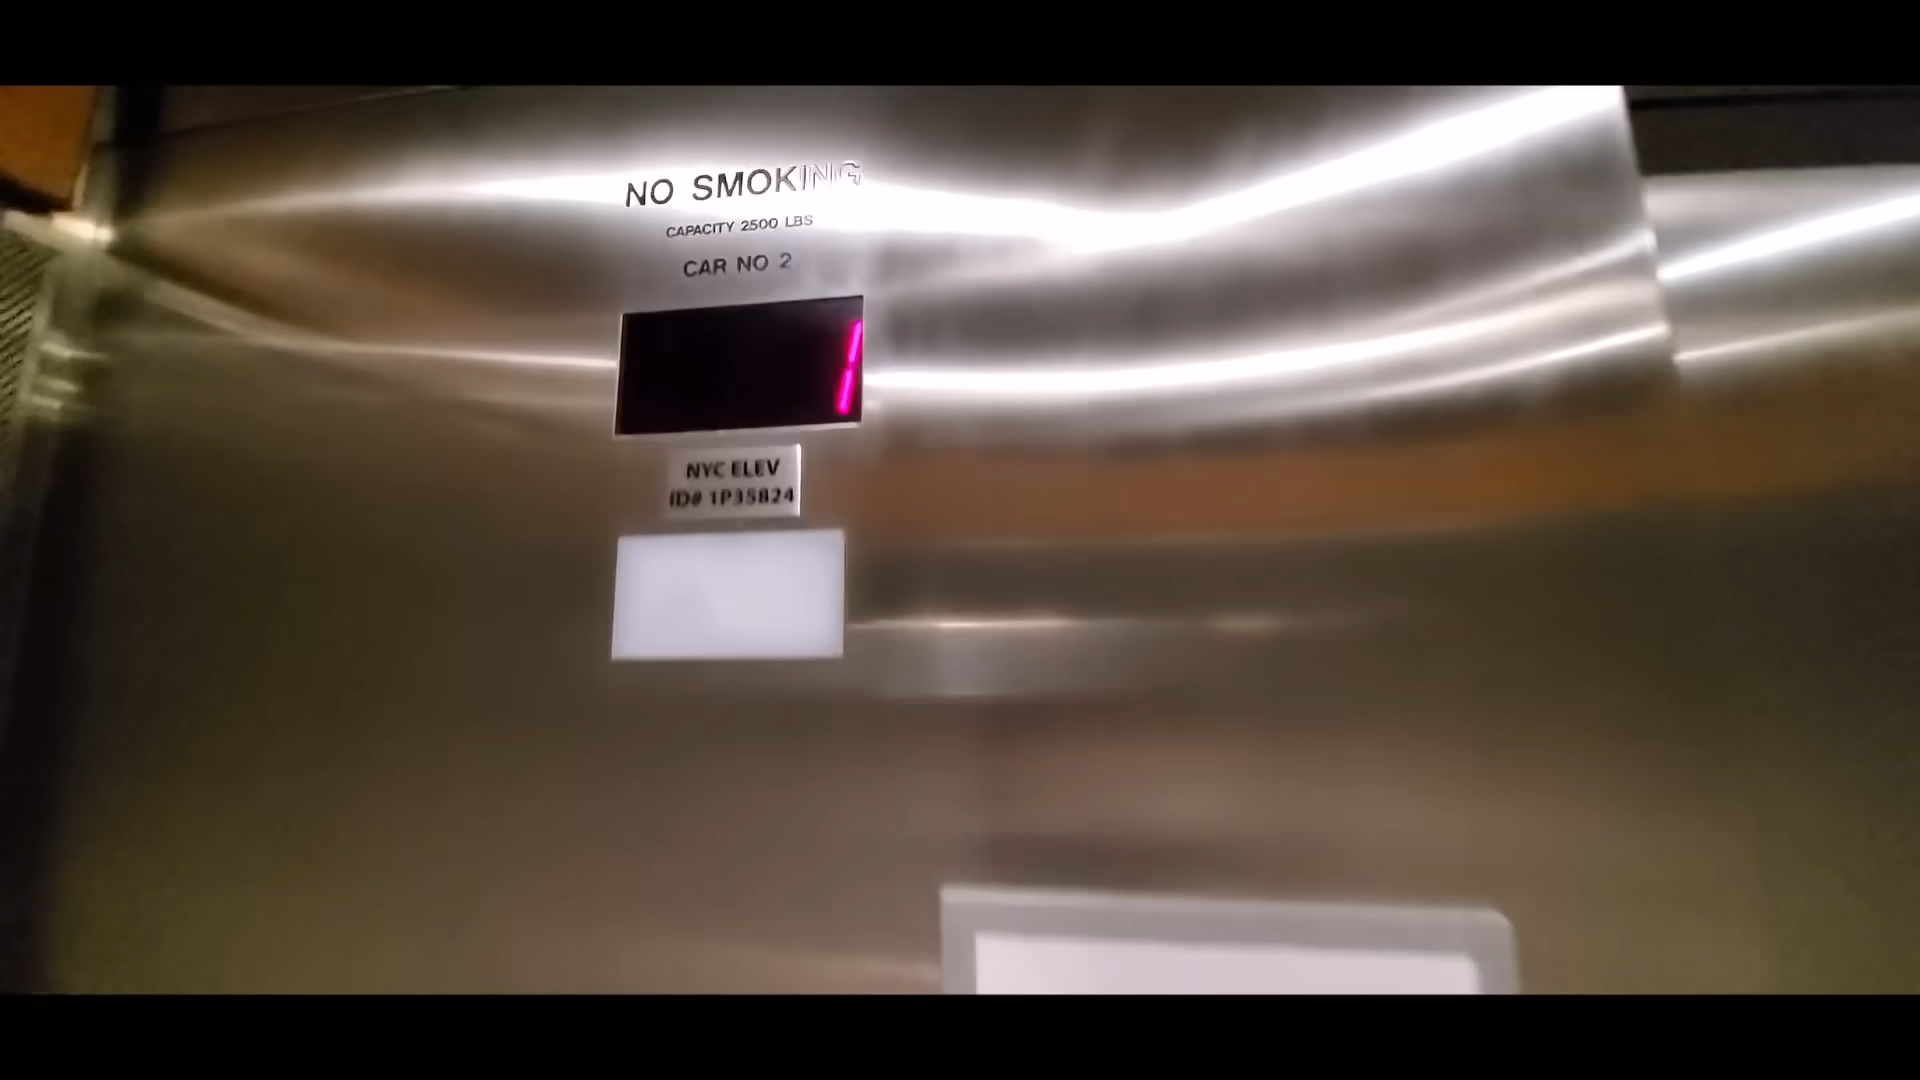 NO SMOKING
CAPACITY 2500 LBS
CAR NO 2
1
NYC ELEV
ID# 1P35824